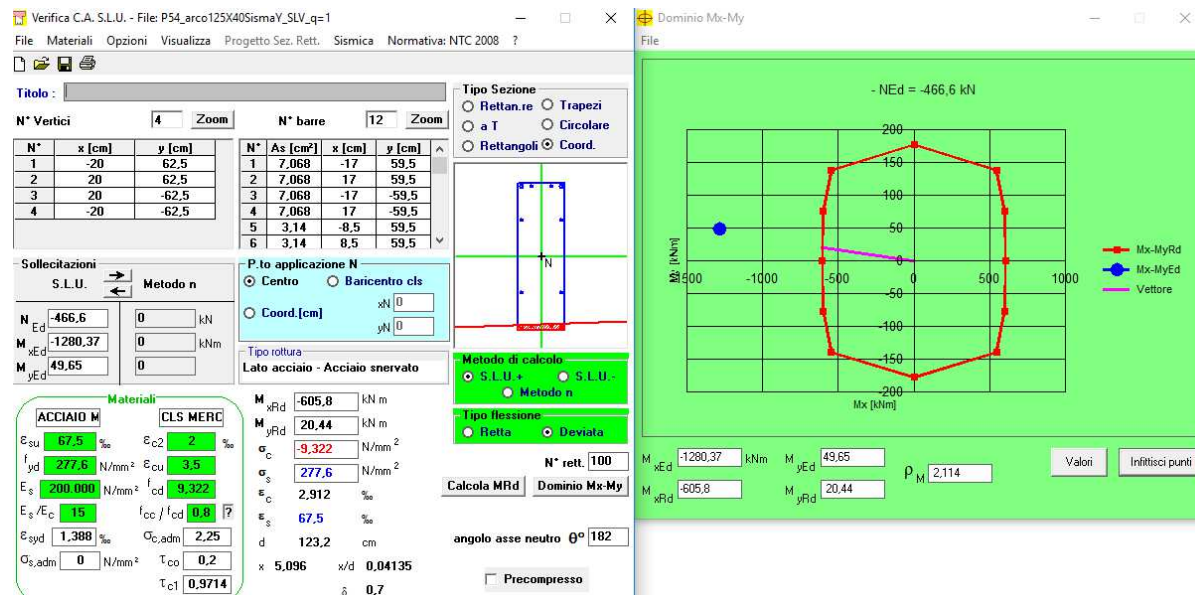 Verifica C.A. S.L.U. - File: P54_arco125X40SismaY_SLV_q=1
File Materiali Opzioni Visualizza Progetto Sez. Rett. Sismica Normativa: NTC 2008 ?
Titolo :
N° Vertici 4 Zoom N° barre 12 Zoom
N° x [cm] y [cm]
1 -20 62,5
2 20 62,5
3 20 -62,5
4 -20 -62,5
N° As [cm²] x [cm] y [cm]
1 7,068 -17 59,5
2 7,068 17 59,5
3 7,068 -17 -59,5
4 7,068 17 -59,5
5 3,14 -8,5 59,5
6 3,14 8,5 59,5
Tipo Sezione
Rettan.re Trapezi
a T Circolare
Rettangoli Coord.
N
Sollecitazioni
S.L.U. Metodo n
N Ed -466,6 0 kN
M xEd -1280,37 0 kNm
M yEd 49,65 0
P.to applicazione N
Centro Baricentro cls
Coord.[cm] xN 0
yN 0
Tipo rottura
Lato acciaio - Acciaio snervato
Metodo di calcolo
S.L.U.+ S.L.U.-
Metodo n
Tipo flessione
Retta Deviata
N° rett. 100
Calcola MRd Dominio Mx-My
angolo asse neutro θ° 182
Precompresso
Materiali
ACCIAIO M CLS MERC
εsu 67,5 ‰ εc2 2 ‰
fyd 277,6 N/mm² εcu 3,5
Es 200.000 N/mm² fcd 9,322
Es/Ec 15 fcc / fcd 0,8 ?
εsyd 1,388 ‰ σc,adm 2,25
σs,adm 0 N/mm² τco 0,2
τc1 0,9714
M xRd -605,8 kN m
M yRd 20,44 kN m
σc -9,322 N/mm²
σs 277,6 N/mm²
εc 2,912 ‰
εs 67,5 ‰
d 123,2 cm
x 5,096 x/d 0,04135
δ 0,7
Dominio Mx-My
File
- NEd = -466,6 kN
200
150
100
50
0
-50
-100
-150
-200
-1500 -1000 -500 0 500 1000
Mx [kNm]
Mx-MyRd
Mx-MyEd
Vettore
M xEd -1280,37 kNm M yEd 49,65
M xRd -605,8 M yRd 20,44
ρM 2,114
Valori Infittisci punti